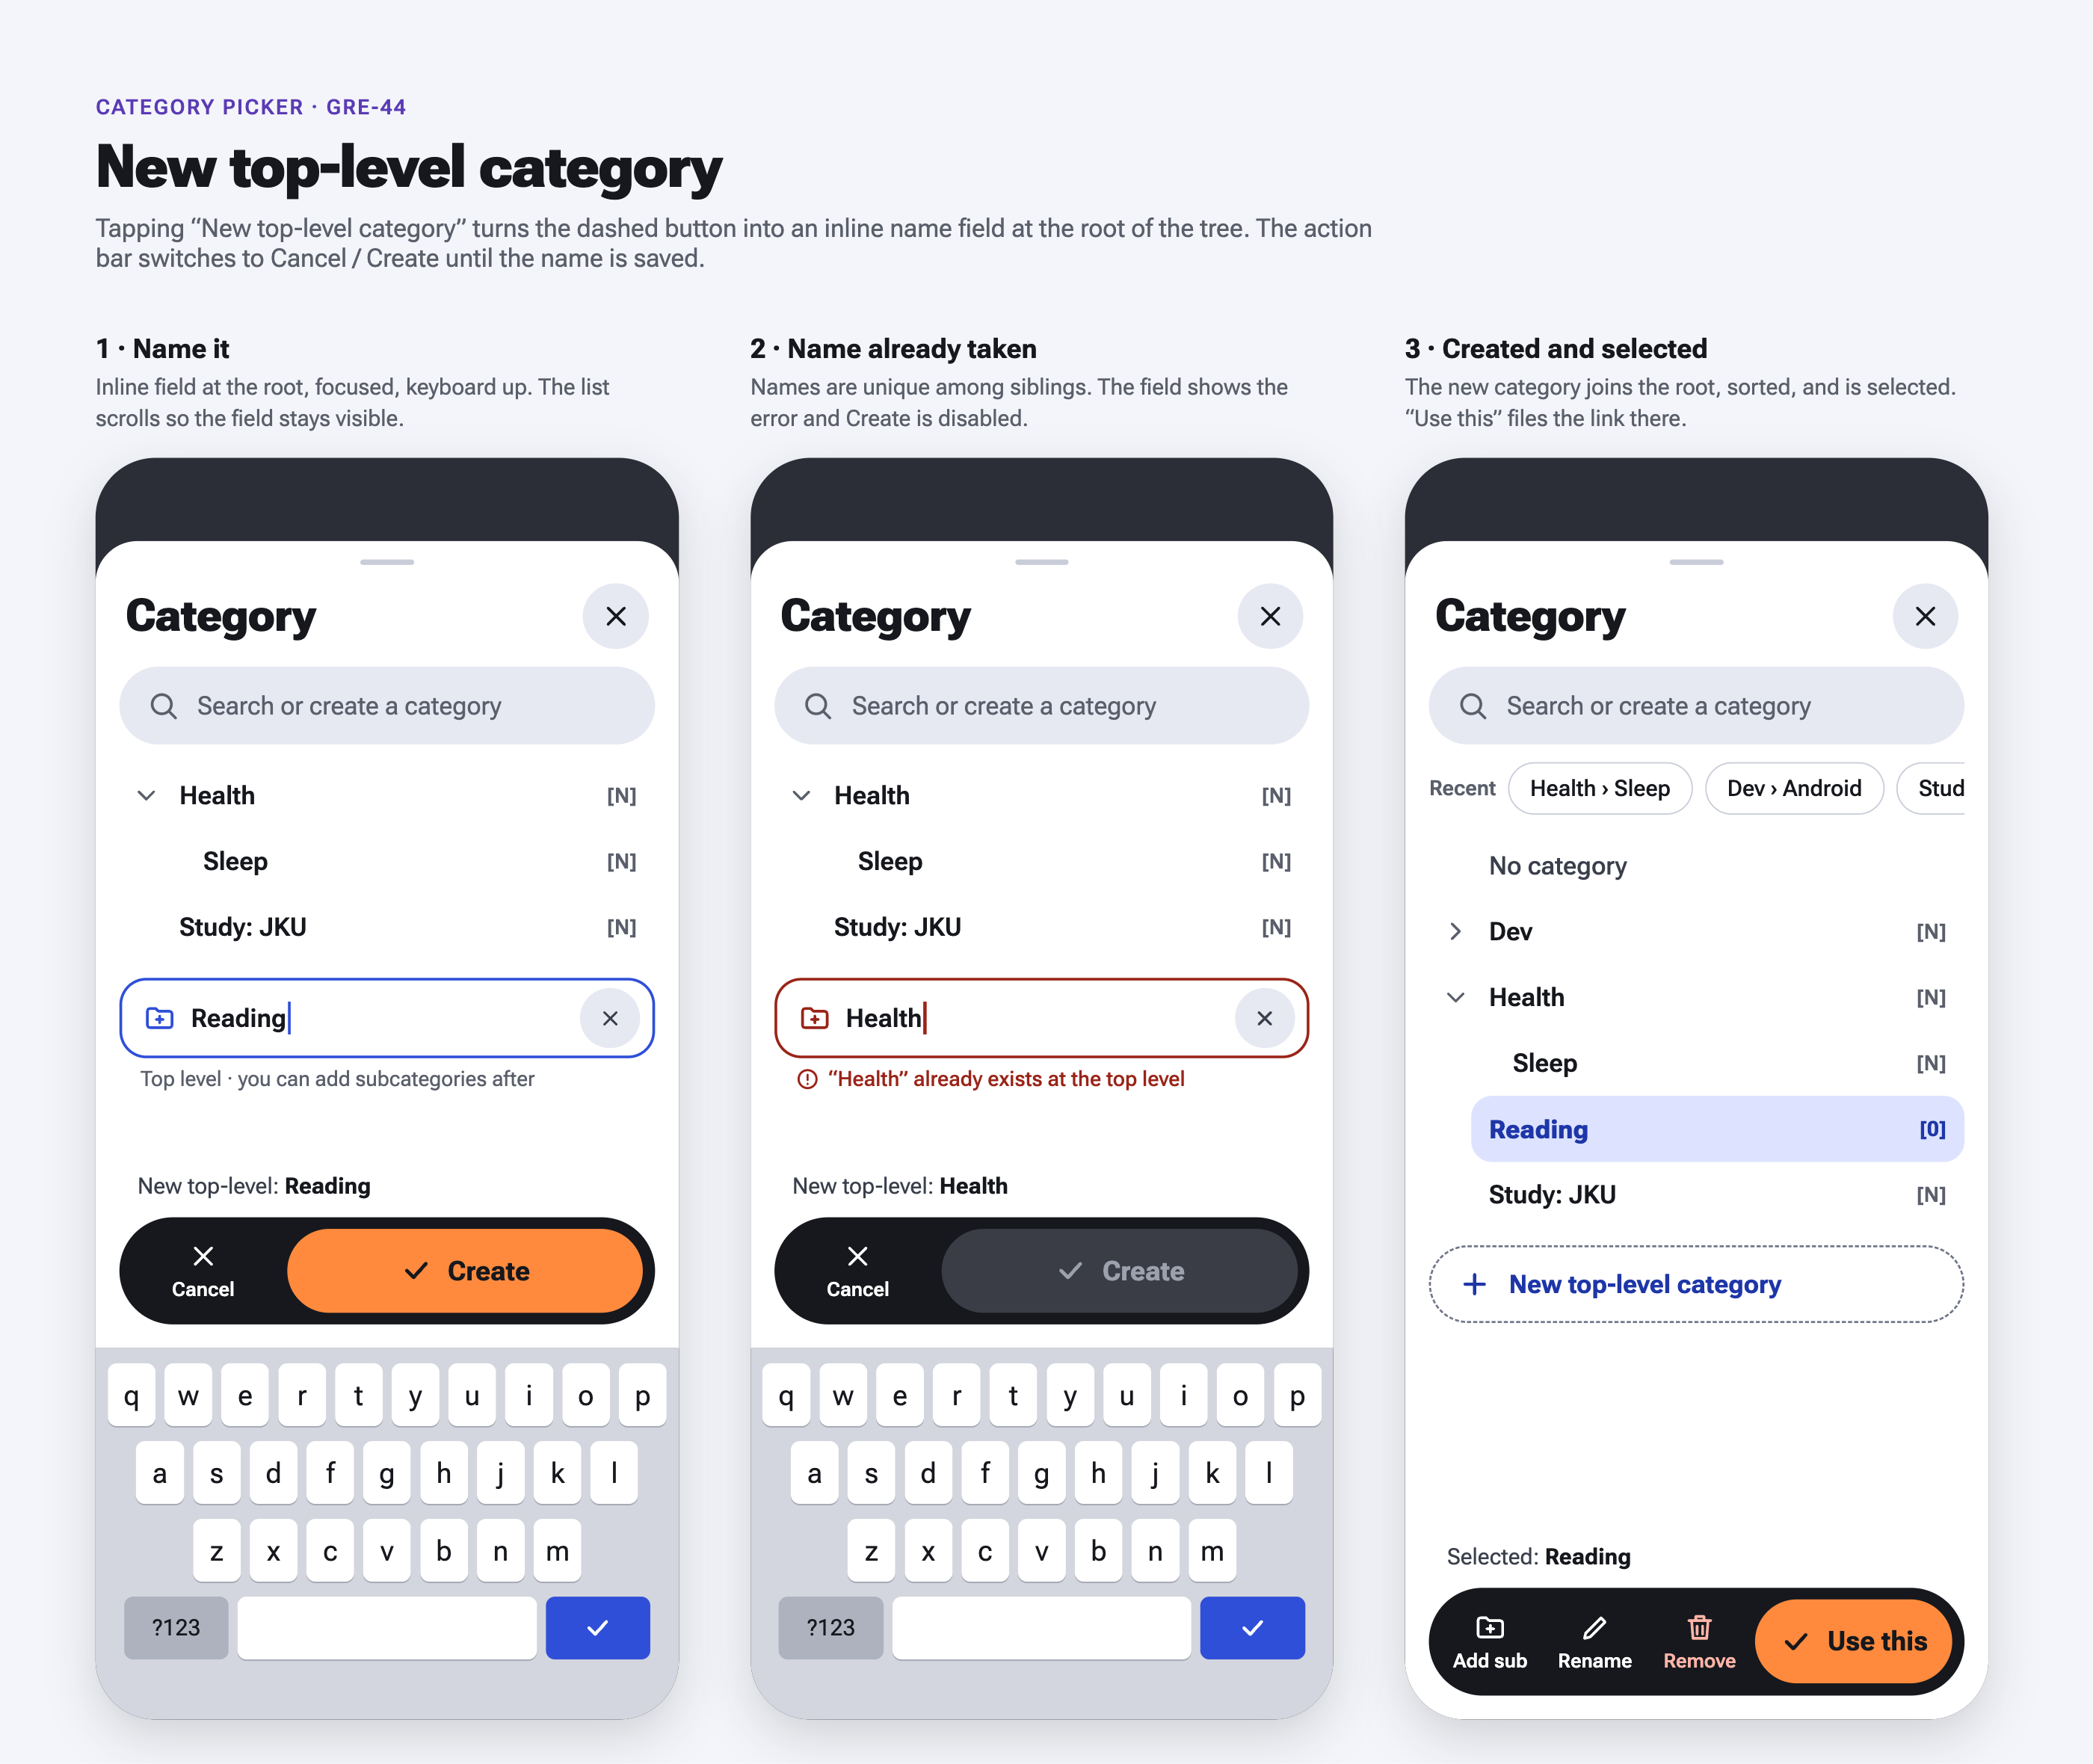 CATEGORY PICKER · GRE-44
New top-level category
Tapping “New top-level category” turns the dashed button into an inline name field at the root of the tree. The action
bar switches to Cancel / Create until the name is saved.
1 · Name it
Inline field at the root, focused, keyboard up. The list
scrolls so the field stays visible.
Category
Search or create a category
Health [N]
Sleep [N]
Study: JKU [N]
Reading
Top level · you can add subcategories after
New top-level: Reading
Cancel
Create
q w e r t y u i o p
a s d f g h j k l
z x c v b n m
?123
2 · Name already taken
Names are unique among siblings. The field shows the
error and Create is disabled.
Category
Search or create a category
Health [N]
Sleep [N]
Study: JKU [N]
Health
“Health” already exists at the top level
New top-level: Health
Cancel
Create
q w e r t y u i o p
a s d f g h j k l
z x c v b n m
?123
3 · Created and selected
The new category joins the root, sorted, and is selected.
“Use this” files the link there.
Category
Search or create a category
Recent Health › Sleep Dev › Android Stud
No category
Dev [N]
Health [N]
Sleep [N]
Reading [0]
Study: JKU [N]
New top-level category
Selected: Reading
Add sub Rename Remove Use this